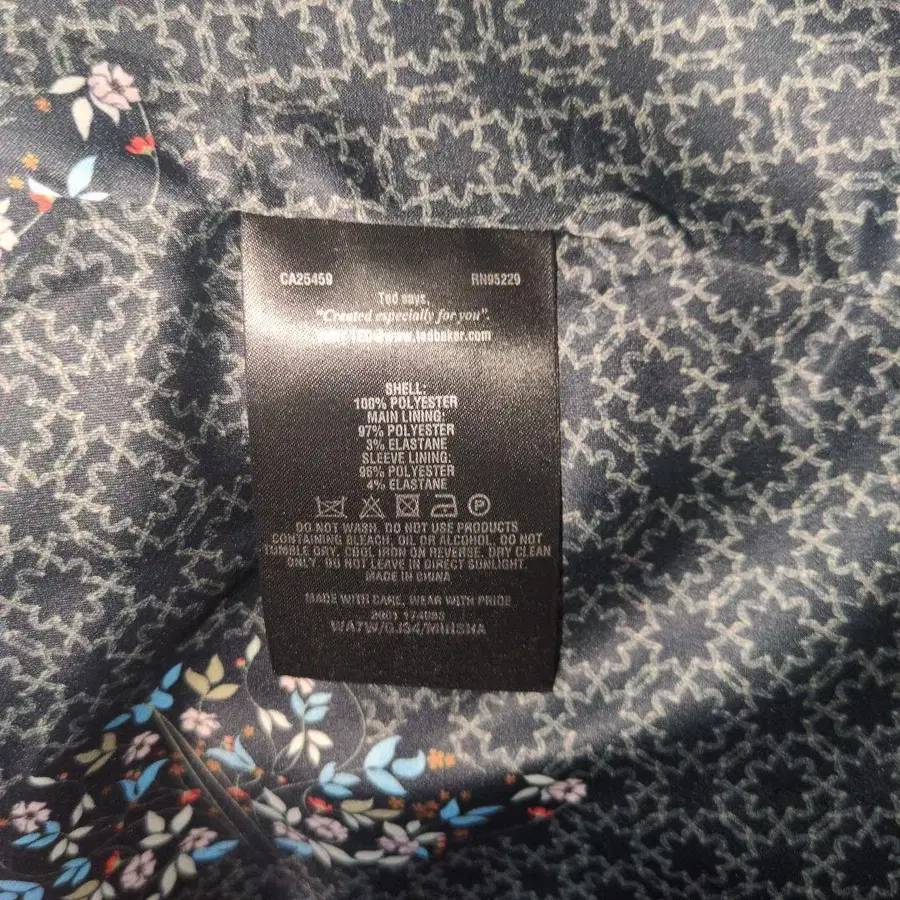 CA25459
RN95229
Ted says,
"Created especially for you".
www.tedbaker.com
SHELL:
100% POLYESTER
MAIN LINING:
97% POLYESTER
3% ELASTANE
SLEEVE LINING:
96% POLYESTER
4% ELASTANE
DO NOT WASH. DO NOT USE PRODUCTS
CONTAINING BLEACH, OIL OR ALCOHOL. DO NOT
TUMBLE DRY, COOL IRON ON REVERSE. DRY CLEAN
ONLY. DO NOT LEAVE IN DIRECT SUNLIGHT.
MADE IN CHINA
MADE WITH CARE, WEAR WITH PRIDE